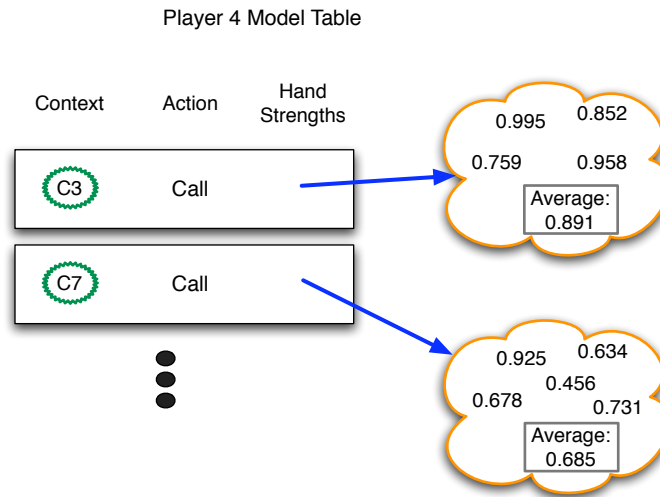 Player 4 Model Table
Context
Action
Hand
Strengths
C3
Call
C7
Call
0.995
0.852
0.759
0.958
Average:
0.891
0.925
0.634
0.456
0.678
0.731
Average:
0.685